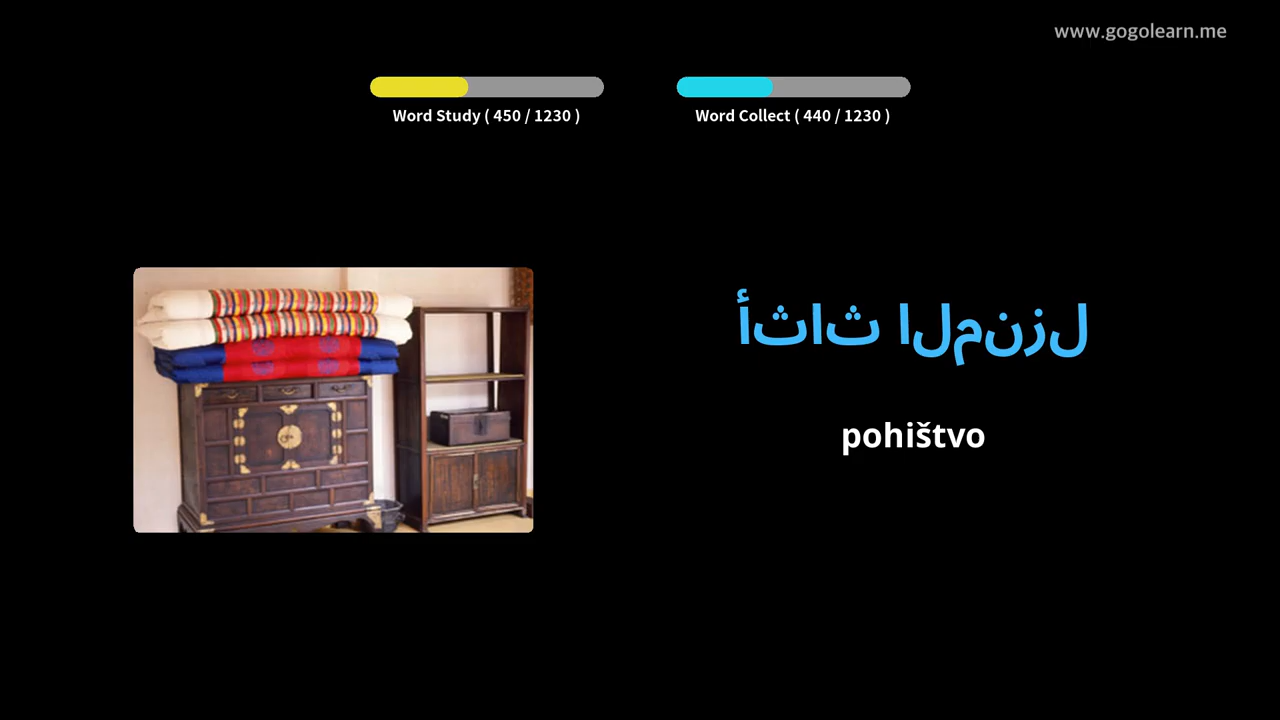 www.gogolearn.me
Word Study ( 450 / 1230 )
Word Collect ( 440 / 1230 )
أثاث المنزل
pohištvo